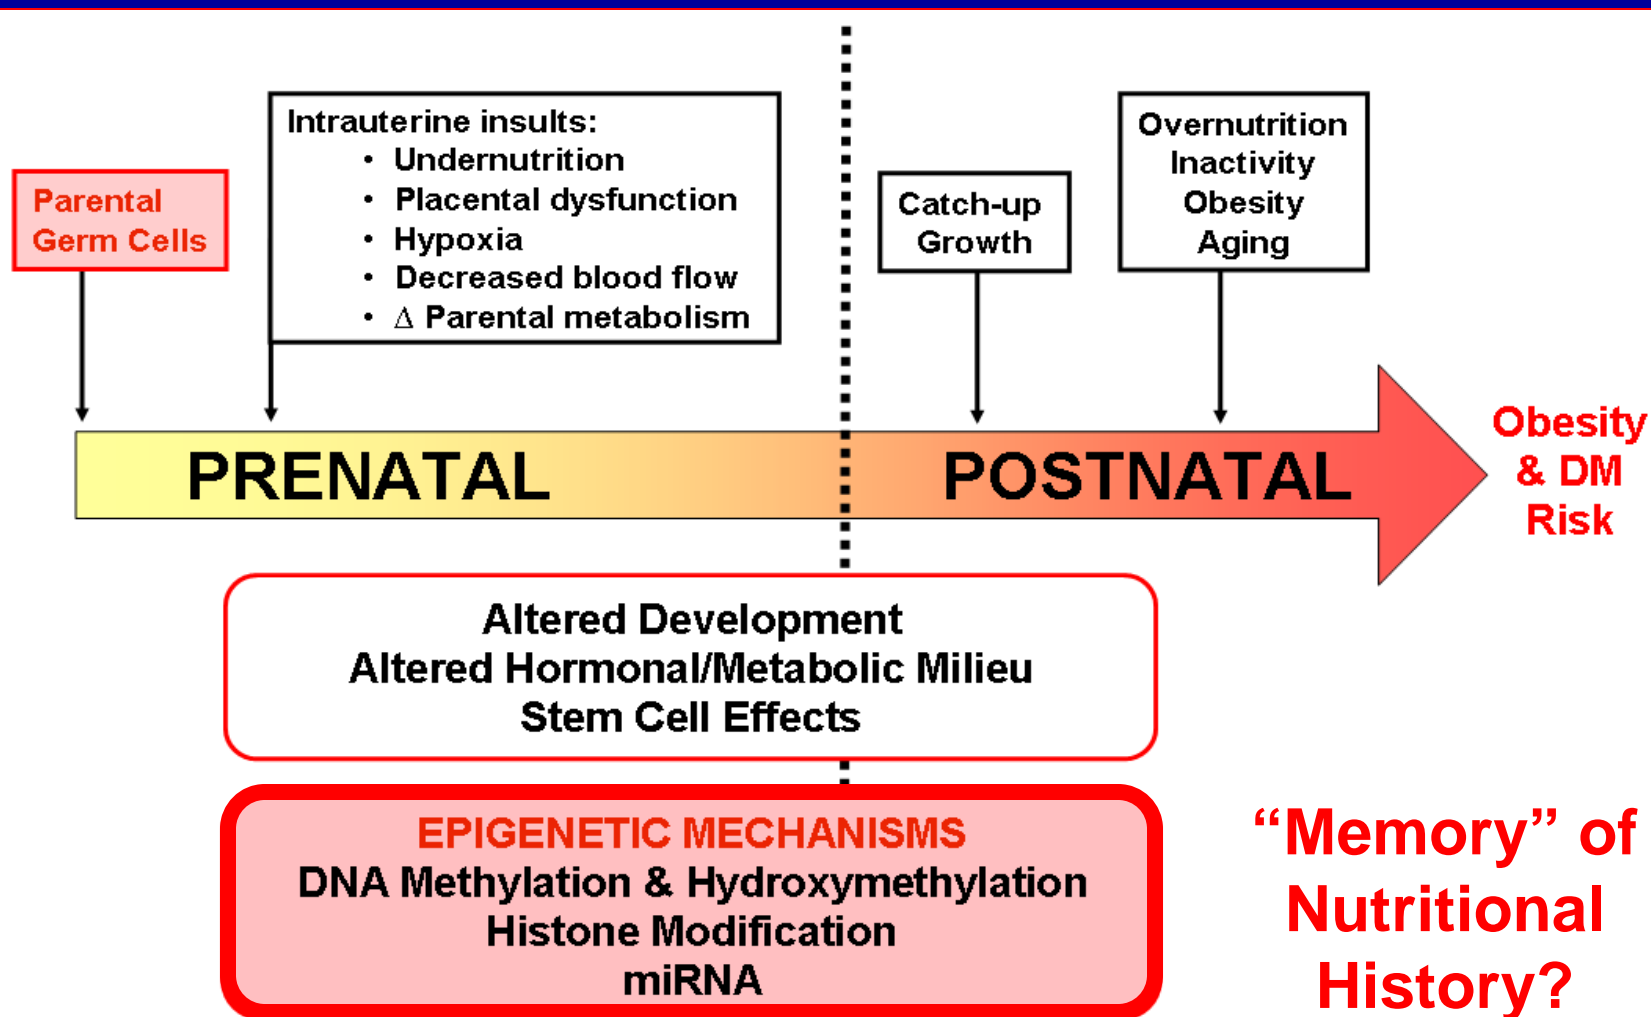 Parental
Germ Cells
Intrauterine insults:
• Undernutrition
• Placental dysfunction
• Hypoxia
• Decreased blood flow
• Δ Parental metabolism
Catch-up
Growth
Overnutrition
Inactivity
Obesity
Aging
PRENATAL
POSTNATAL
Obesity
& DM
Risk
Altered Development
Altered Hormonal/Metabolic Milieu
Stem Cell Effects
EPIGENETIC MECHANISMS
DNA Methylation & Hydroxymethylation
Histone Modification
miRNA
“Memory” of
Nutritional
History?